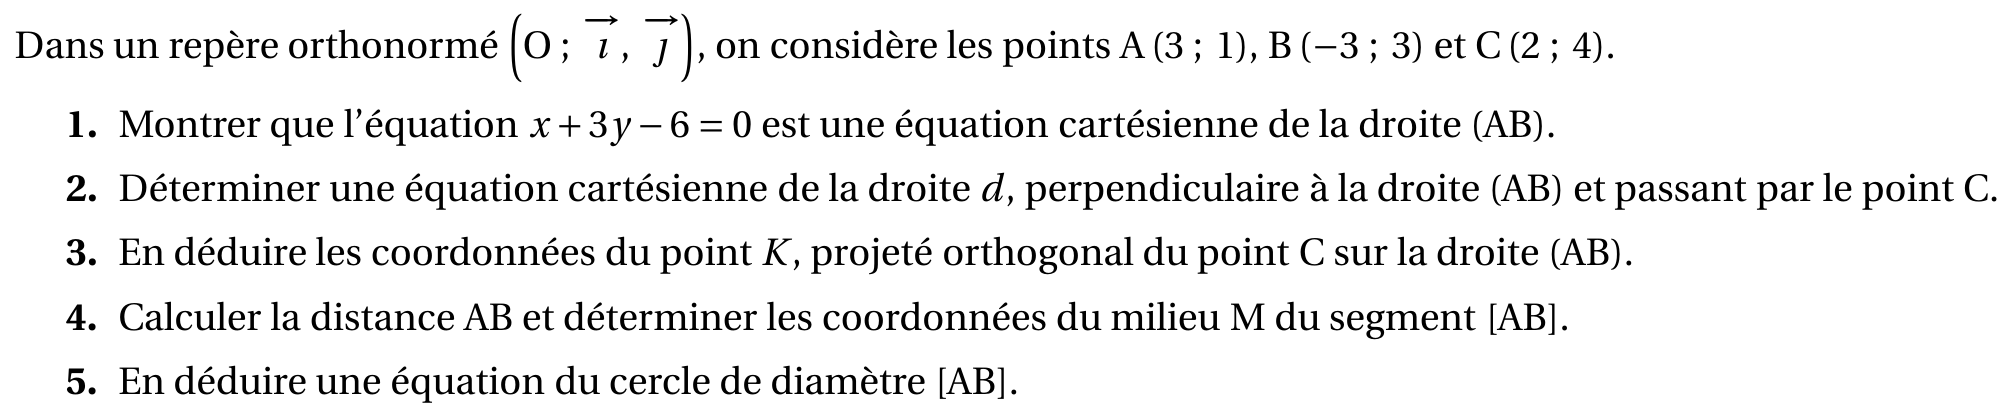 Dans un repère orthonormé $\left(\text{O}\,;\ \overrightarrow{\imath},\ \overrightarrow{\jmath}\right)$, on considère les points A (3 ; 1), B (−3 ; 3) et C (2 ; 4).
1. Montrer que l'équation $x + 3y - 6 = 0$ est une équation cartésienne de la droite (AB).
2. Déterminer une équation cartésienne de la droite $d$, perpendiculaire à la droite (AB) et passant par le point C.
3. En déduire les coordonnées du point $K$, projeté orthogonal du point C sur la droite (AB).
4. Calculer la distance AB et déterminer les coordonnées du milieu M du segment [AB].
5. En déduire une équation du cercle de diamètre [AB].